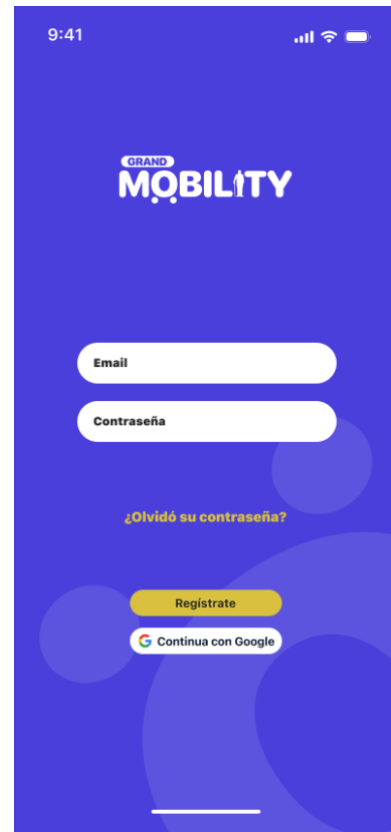 9:41
GRAND
MOBILITY
Email
Contraseña
¿Olvidó su contraseña?
Regístrate
Continua con Google